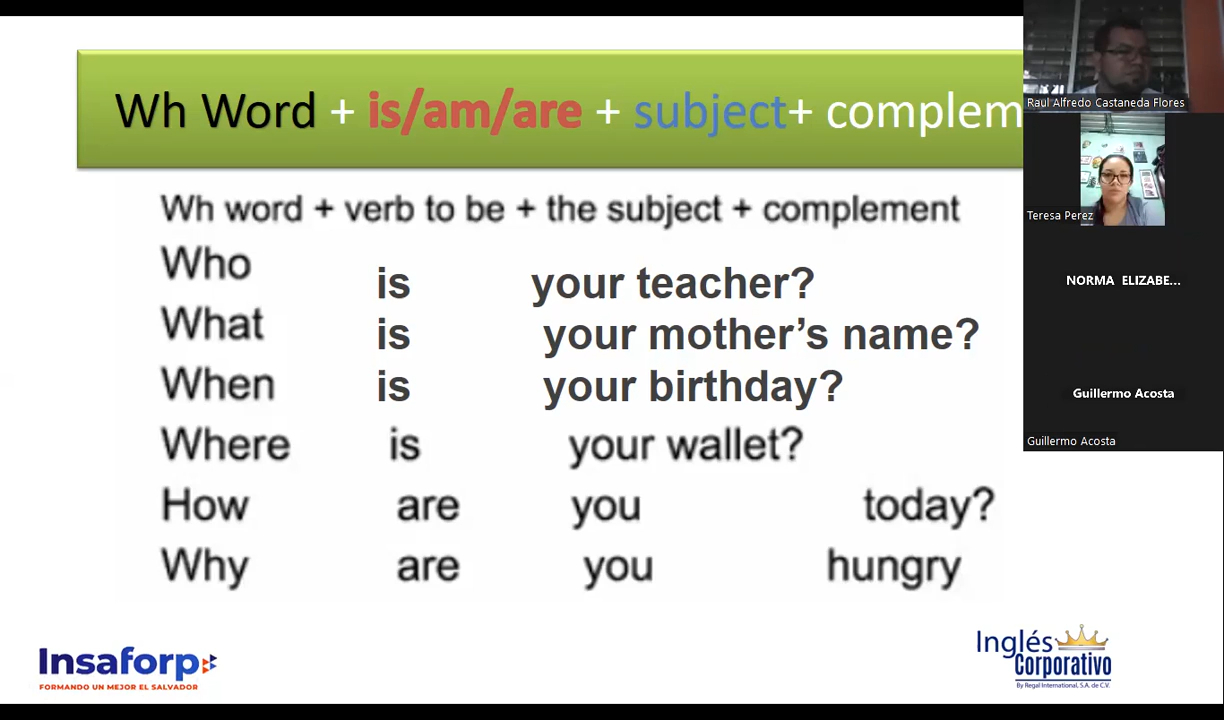 Wh Word + is/am/are + subject+ complem
Wh word + verb to be + the subject + complement
Who is your teacher?
What is your mother's name?
When is your birthday?
Where is your wallet?
How are you today?
Why are you hungry
Insaforp
FORMANDO UN MEJOR EL SALVADOR
Inglés
Corporativo
By Regal International, S.A. de C.V.
Raul Alfredo Castaneda Flores
Teresa Perez
NORMA ELIZABE...
Guillermo Acosta
Guillermo Acosta